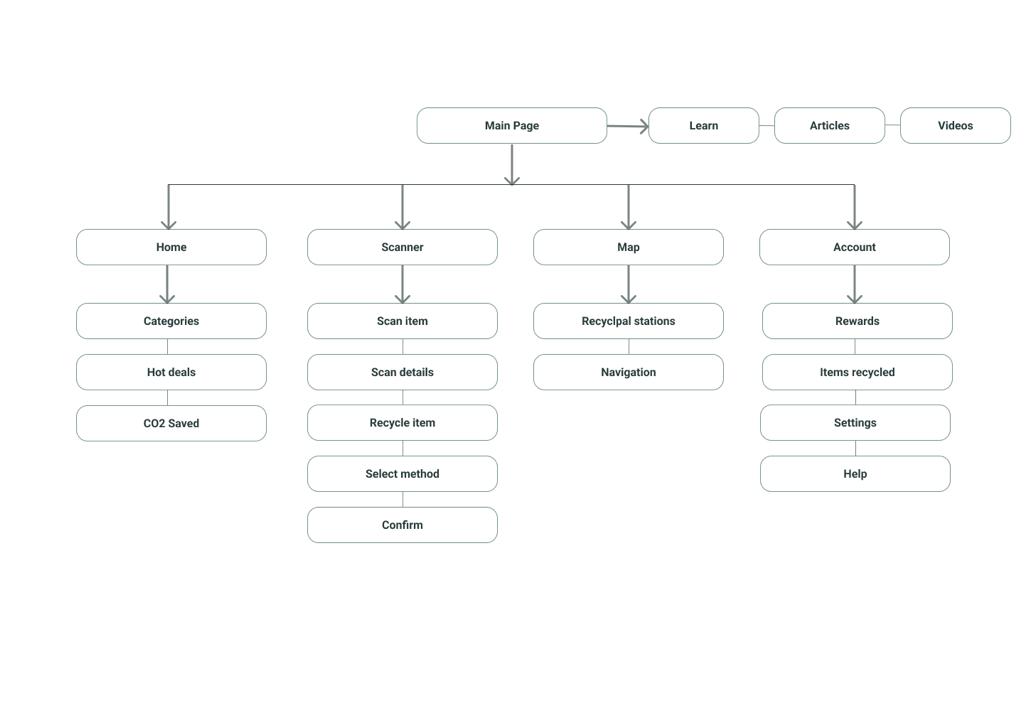 Main Page
Learn
Articles
Videos
Home
Scanner
Map
Account
Categories
Scan item
Recyclpal stations
Rewards
Hot deals
Scan details
Navigation
Items recycled
CO2 Saved
Recycle item
Settings
Select method
Help
Confirm